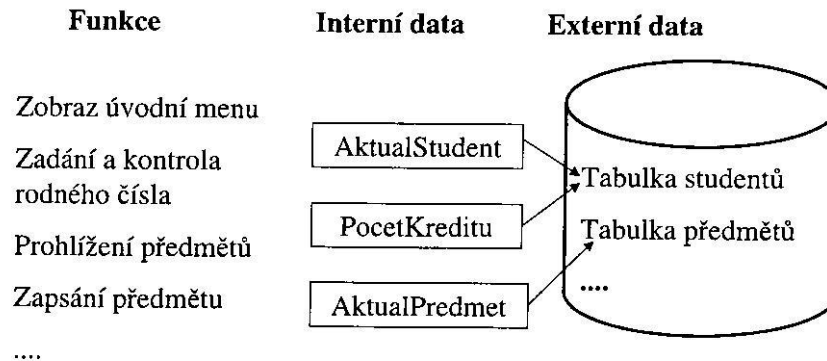 Funkce
Interní data
Externí data
Zobraz úvodní menu
Zadání a kontrola
rodného čísla
Prohlížení předmětů
Zapsání předmětu
....
AktualStudent
PocetKreditu
AktualPredmet
Tabulka studentů
Tabulka předmětů
....